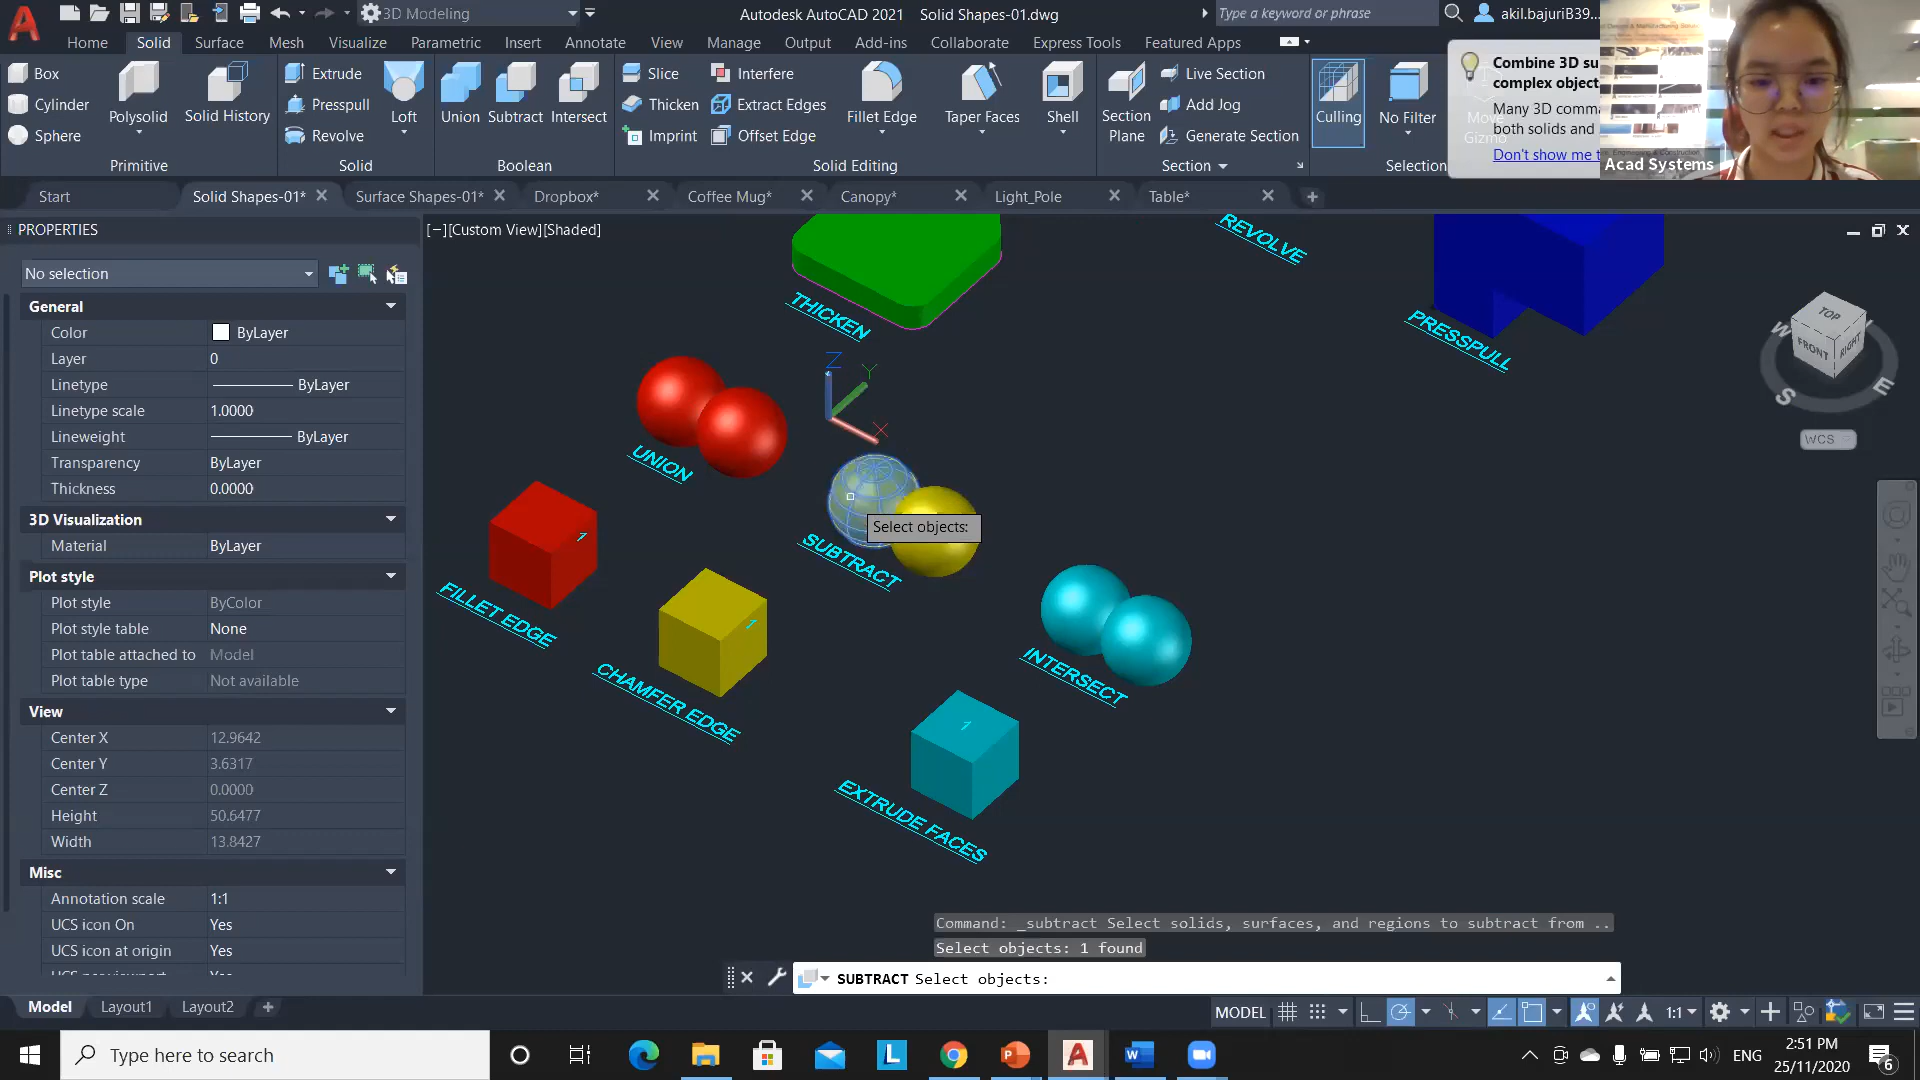 3D Modeling
Autodesk AutoCAD 2021 Solid Shapes-01.dwg
Type a keyword or phrase
akil.bajuriB39...
Home Solid Surface Mesh Visualize Parametric Insert Annotate View Manage Output Add-ins Collaborate Express Tools Featured Apps
Box
Cylinder
Sphere
Polysolid
Solid History
Primitive
Extrude
Presspull
Revolve
Loft
Solid
Union
Subtract
Intersect
Boolean
Slice
Thicken
Imprint
Interfere
Extract Edges
Offset Edge
Fillet Edge
Taper Faces
Shell
Solid Editing
Section
Plane
Live Section
Add Jog
Generate Section
Section
Culling
No Filter
Move
Gizmo
Selection
Combine 3D su
complex object
Many 3D comma
both solids and
Don't show me t
Acad Systems
Start Solid Shapes-01* Surface Shapes-01* Dropbox* Coffee Mug* Canopy* Light_Pole Table*
PROPERTIES
No selection
General
Color ByLayer
Layer 0
Linetype ByLayer
Linetype scale 1.0000
Lineweight ByLayer
Transparency ByLayer
Thickness 0.0000
3D Visualization
Material ByLayer
Plot style
Plot style ByColor
Plot style table None
Plot table attached to Model
Plot table type Not available
View
Center X 12.9642
Center Y 3.6317
Center Z 0.0000
Height 50.6477
Width 13.8427
Misc
Annotation scale 1:1
UCS icon On Yes
UCS icon at origin Yes
[−][Custom View][Shaded]
REVOLVE
THICKEN
PRESSPULL
Z
Y
X
UNION
SUBTRACT
Select objects:
1
FILLET EDGE
1
CHAMFER EDGE
INTERSECT
1
EXTRUDE FACES
TOP
FRONT
RIGHT
W
S
E
WCS
Command: _subtract Select solids, surfaces, and regions to subtract from ..
Select objects: 1 found
SUBTRACT Select objects:
Model Layout1 Layout2
MODEL
1:1
Type here to search
ENG
2:51 PM
25/11/2020
6